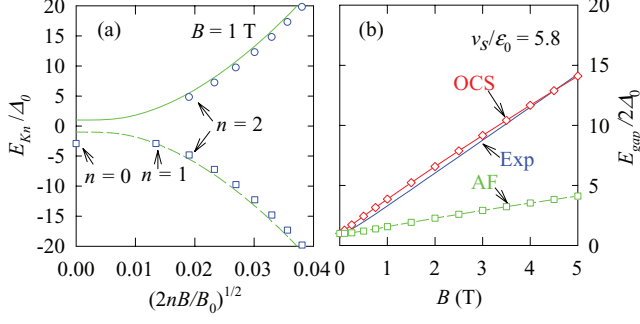 (a)
B = 1 T
E_{Kn}/Δ_0
20
15
10
5
0
-5
-10
-15
-20
n = 2
n = 0
n = 1
0.00
0.01
0.02
0.03
0.04
(2nB/B_0)^{1/2}
(b)
v_s/ε_0 = 5.8
OCS
Exp
AF
0
1
2
3
4
5
B (T)
20
15
10
5
0
E_{gap}/2Δ_0